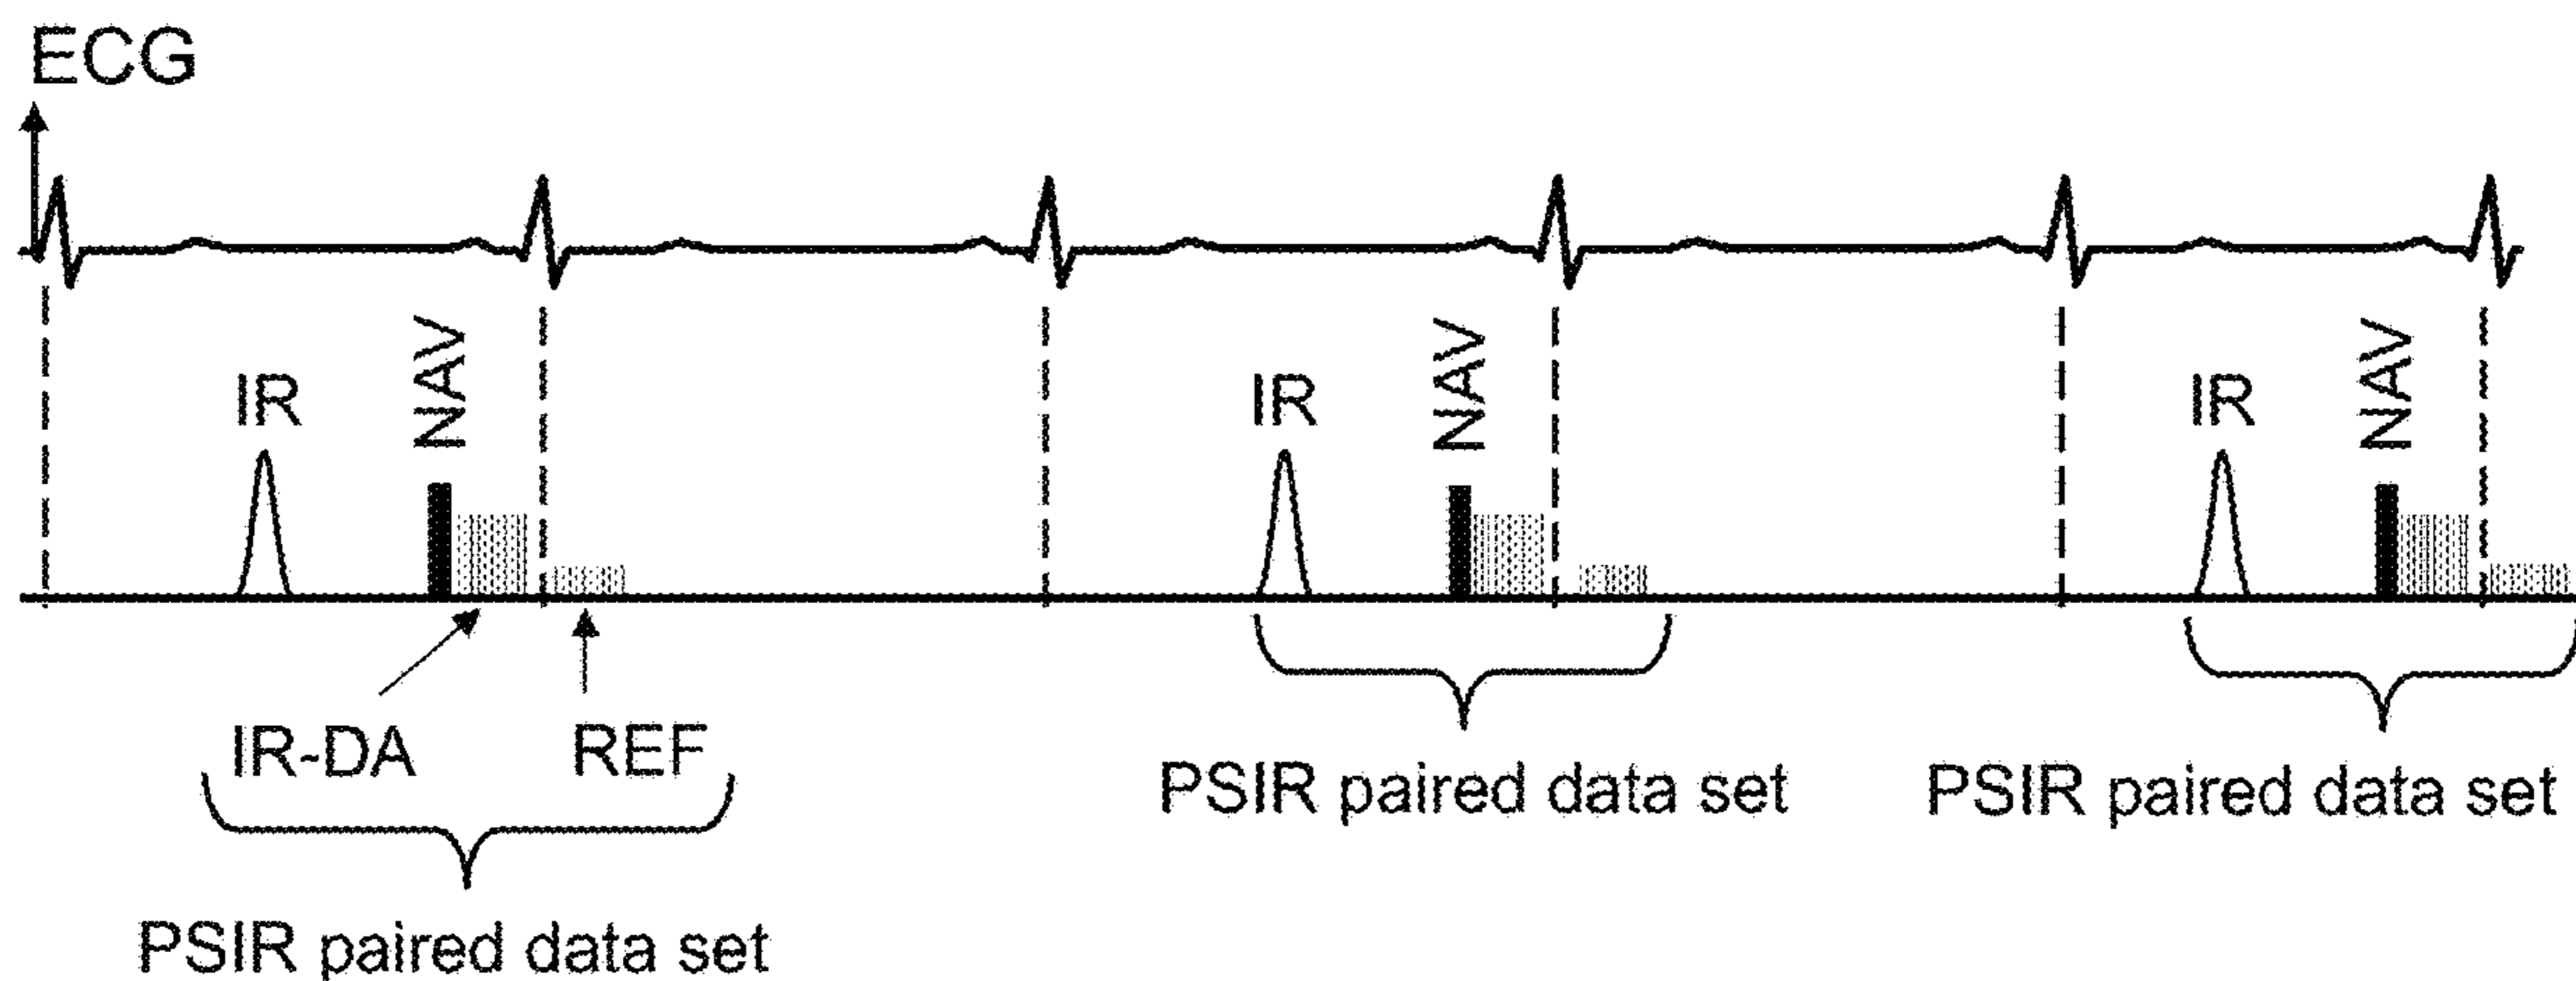 ECG
NAV
NAV
NAV
IR
IR
IR
IR-DA
REF
PSIR paired data set
PSIR paired data set
PSIR paired data set